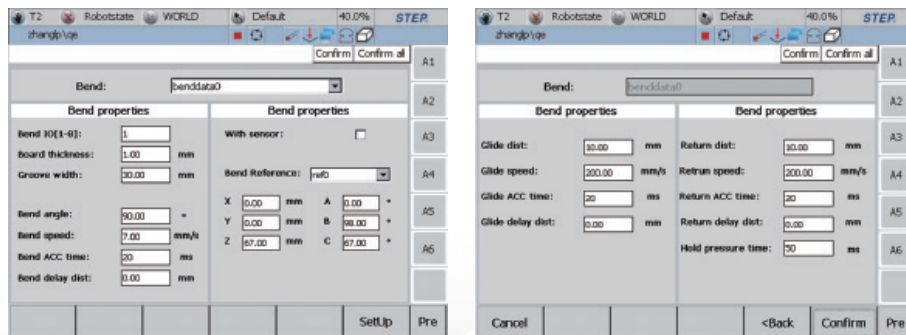 T2 Robotstate WORLD Default 40.0% STEP.
zhanglp\qe
Confirm Confirm all
A1
Bend: benddata0
A2
Bend properties Bend properties
Bend IO[1-8]: 1 With sensor: A3
Board thickness: 1.00 mm
Groove width: 30.00 mm Bend Reference: ref0 A4
X 0.00 mm A 0.00 °
Bend angle: 90.00 ° Y 0.00 mm B 90.00 ° A5
Bend speed: 7.00 mm/s Z 67.00 mm C 67.00 °
Bend ACC time: 20 ms A6
Bend delay dist: 0.00 mm
SetUp Pre
T2 Robotstate WORLD Default 40.0% STEP.
zhanglp\qe
Confirm Confirm all
A1
Bend: benddata0
A2
Bend properties Bend properties
A3
Glide dist: 10.00 mm Return dist: 10.00 mm
Glide speed: 200.00 mm/s Retrun speed: 200.00 mm/s A4
Glide ACC time: 20 ms Return ACC time: 20 ms
Glide delay dist: 0.00 mm Return delay dist: 0.00 mm A5
Hold pressure time: 50 ms A6
Cancel <Back Confirm Pre